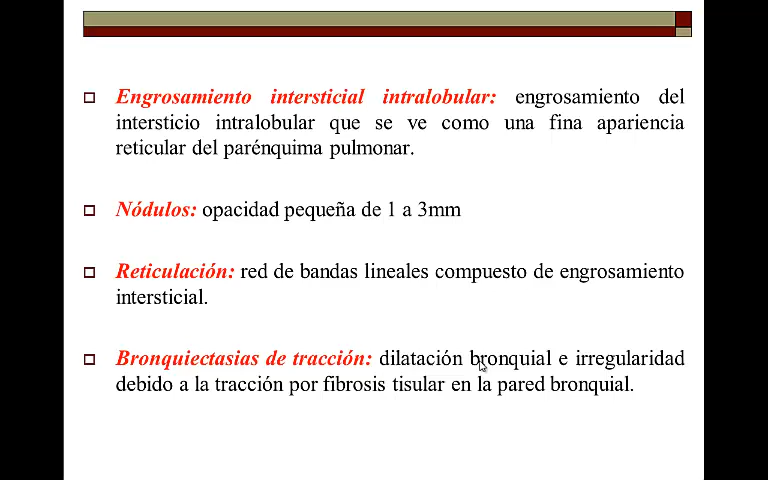 Engrosamiento intersticial intralobular: engrosamiento del
intersticio intralobular que se ve como una fina apariencia
reticular del parénquima pulmonar.
Nódulos: opacidad pequeña de 1 a 3mm
Reticulación: red de bandas lineales compuesto de engrosamiento
intersticial.
Bronquiectasias de tracción: dilatación bronquial e irregularidad
debido a la tracción por fibrosis tisular en la pared bronquial.